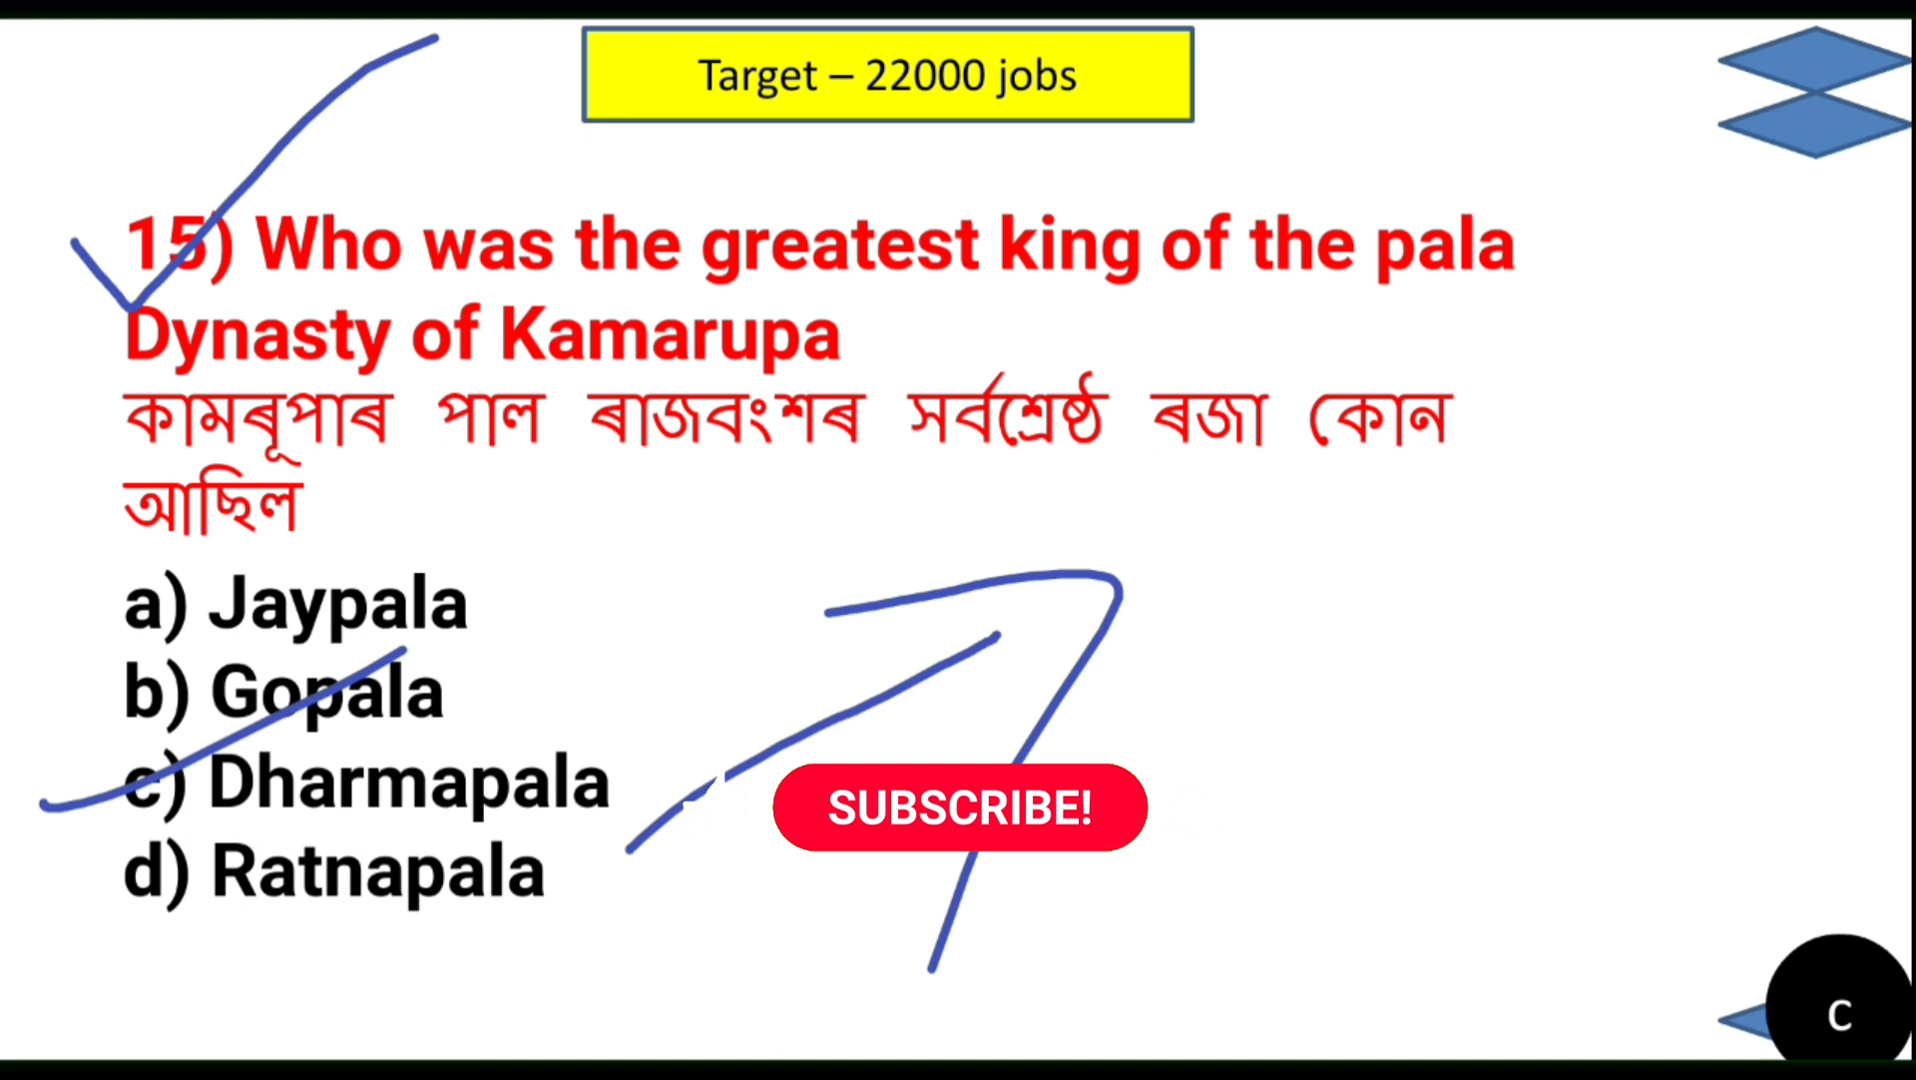 Target – 22000 jobs
15) Who was the greatest king of the pala
Dynasty of Kamarupa
কামৰূপাৰ পাল ৰাজবংশৰ সৰ্বশ্ৰেষ্ঠ ৰজা কোন
আছিল
a) Jaypala
b) Gopala
c) Dharmapala
d) Ratnapala
SUBSCRIBE!
C